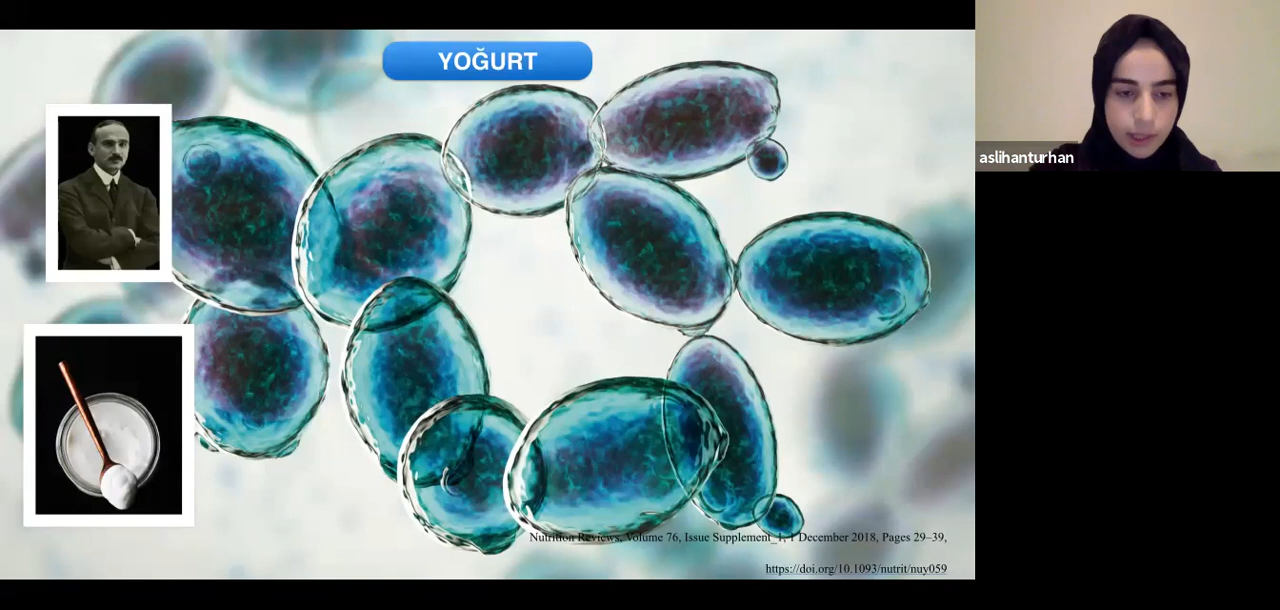 YOĞURT
aslihanturhan
Nutrition Reviews, Volume 76, Issue Supplement_1, 1 December 2018, Pages 29–39,
https://doi.org/10.1093/nutrit/nuy059